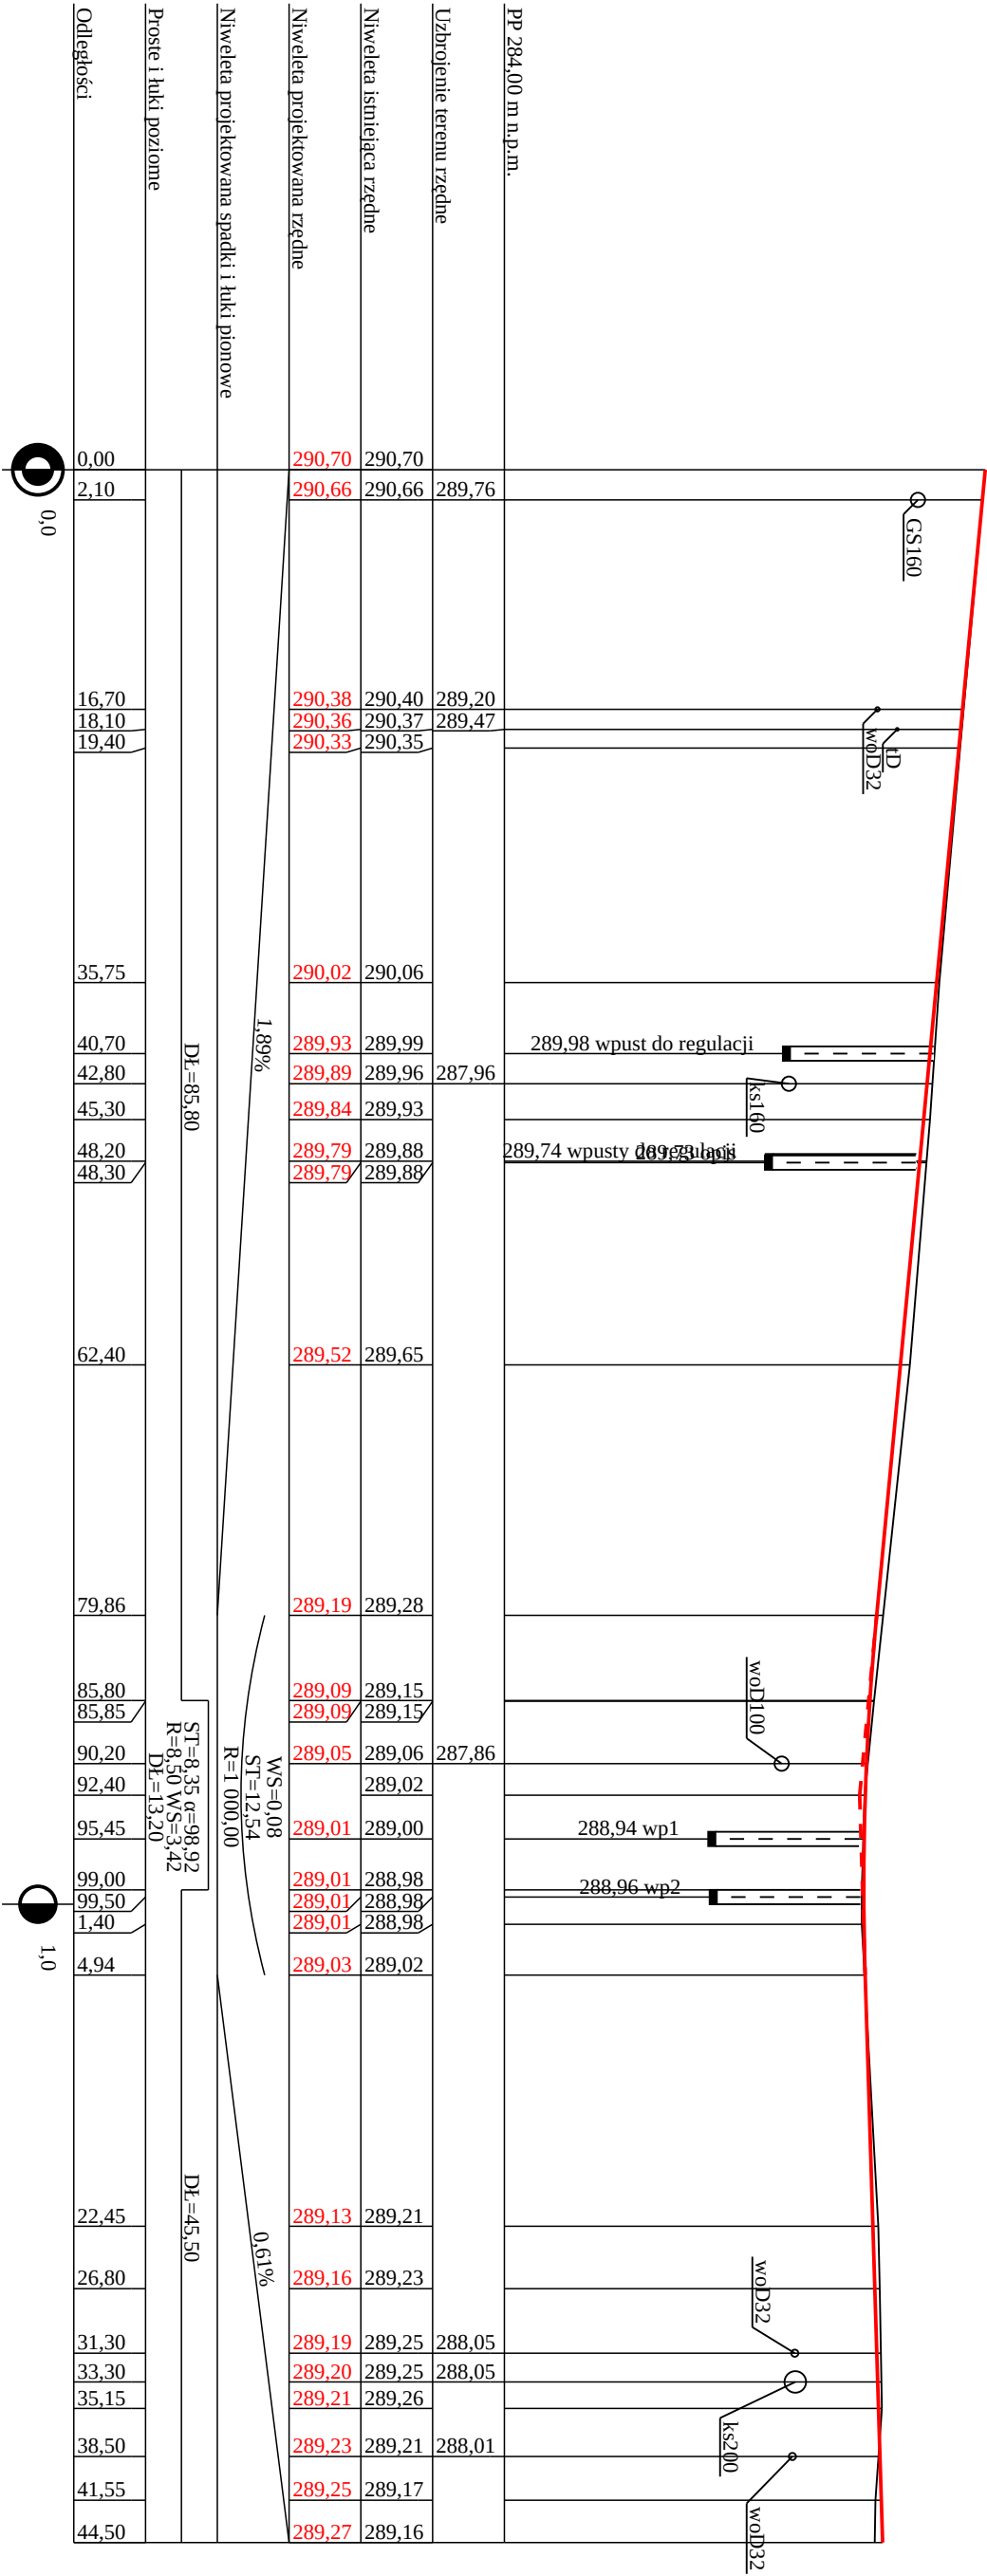 Odległości
Proste i łuki poziome
Niweleta projektowana spadki i łuki pionowe
Niweleta projektowana rzędne
Niweleta istniejąca rzędne
Uzbrojenie terenu rzędne
PP 284,00 m n.p.m.
0,00 290,70 290,70
2,10 290,66 290,66 289,76
0,0
GS160
16,70 290,38 290,40 289,20
18,10 290,36 290,37 289,47
19,40 290,33 290,35
woD32
tD
35,75 290,02 290,06
1,89%
DŁ=85,80
40,70 289,93 289,99 289,98 wpust do regulacji
42,80 289,89 289,96 287,96
ks160
45,30 289,84 289,93
48,20 289,79 289,88 289,74 wpusty do regulacji
289,73 opis
48,30 289,79 289,88
62,40 289,52 289,65
79,86 289,19 289,28
85,80 289,09 289,15
85,85 289,09 289,15
woD100
90,20 289,05 289,06 287,86
92,40 289,02
ST=8,35 α=98,92
R=8,50 WS=3,42
DŁ=13,20
WS=0,08
ST=12,54
R=1 000,00
95,45 289,01 289,00 288,94 wp1
99,00 289,01 288,98 288,96 wp2
99,50 289,01 288,98
1,40 289,01 288,98
1,0
4,94 289,03 289,02
DŁ=45,50
0,61%
22,45 289,13 289,21
26,80 289,16 289,23
woD32
31,30 289,19 289,25 288,05
33,30 289,20 289,25 288,05
35,15 289,21 289,26
ks200
38,50 289,23 289,21 288,01
41,55 289,25 289,17
44,50 289,27 289,16
woD32